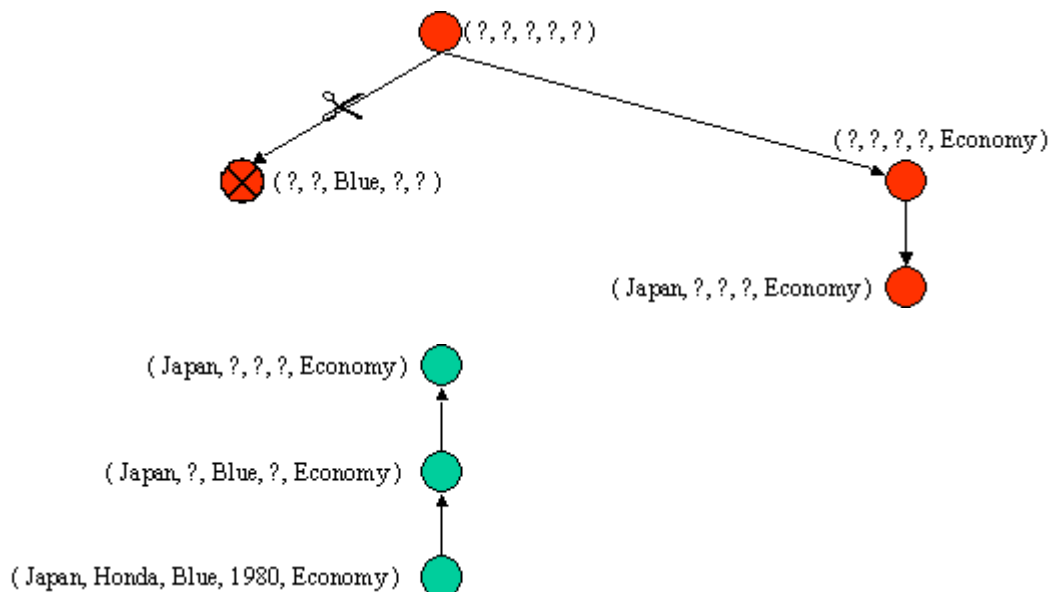 ( ?, ?, ?, ?, ? )
( ?, ?, ?, ?, Economy )
( ?, ?, Blue, ?, ? )
( Japan, ?, ?, ?, Economy )
( Japan, ?, ?, ?, Economy )
( Japan, ?, Blue, ?, Economy )
( Japan, Honda, Blue, 1980, Economy )